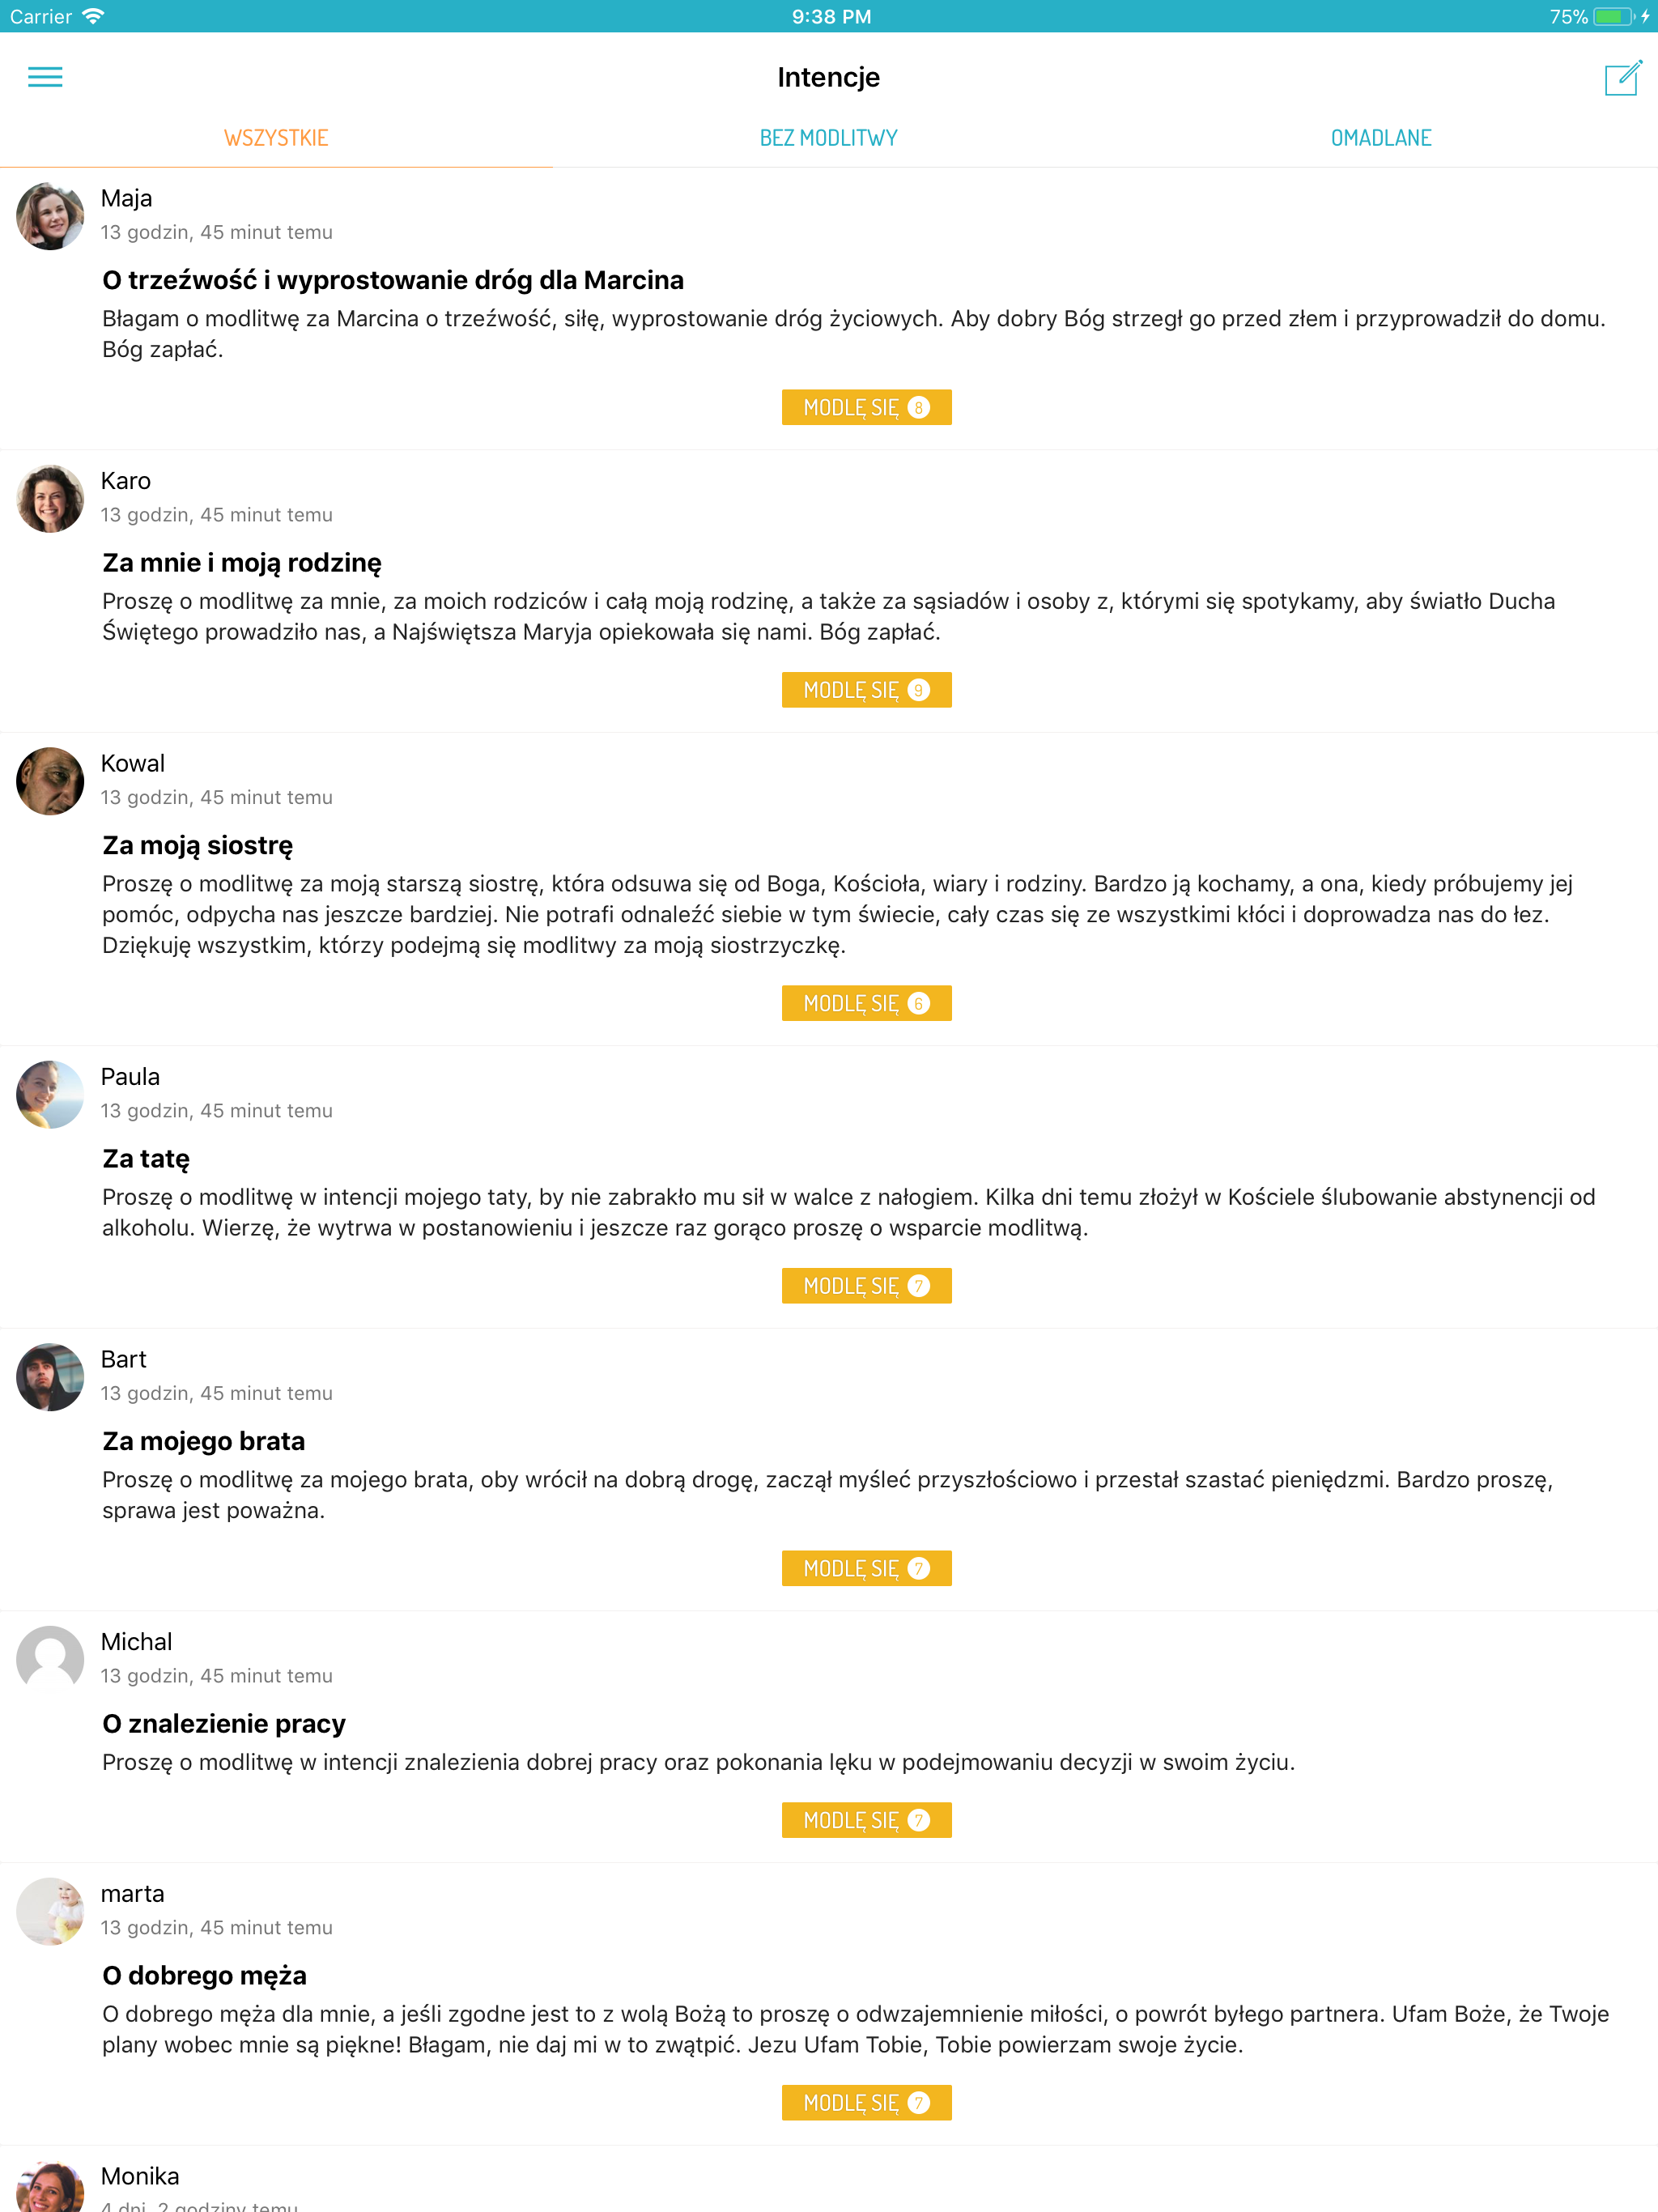 Carrier
9:38 PM
75%
Intencje
WSZYSTKIE
BEZ MODLITWY
OMADLANE
Maja
13 godzin, 45 minut temu
O trzeźwość i wyprostowanie dróg dla Marcina
Błagam o modlitwę za Marcina o trzeźwość, siłę, wyprostowanie dróg życiowych. Aby dobry Bóg strzegł go przed złem i przyprowadził do domu.
Bóg zapłać.
MODLĘ SIĘ 8
Karo
13 godzin, 45 minut temu
Za mnie i moją rodzinę
Proszę o modlitwę za mnie, za moich rodziców i całą moją rodzinę, a także za sąsiadów i osoby z, którymi się spotykamy, aby światło Ducha
Świętego prowadziło nas, a Najświętsza Maryja opiekowała się nami. Bóg zapłać.
MODLĘ SIĘ 9
Kowal
13 godzin, 45 minut temu
Za moją siostrę
Proszę o modlitwę za moją starszą siostrę, która odsuwa się od Boga, Kościoła, wiary i rodziny. Bardzo ją kochamy, a ona, kiedy próbujemy jej
pomóc, odpycha nas jeszcze bardziej. Nie potrafi odnaleźć siebie w tym świecie, cały czas się ze wszystkimi kłóci i doprowadza nas do łez.
Dziękuję wszystkim, którzy podejmą się modlitwy za moją siostrzyczkę.
MODLĘ SIĘ 6
Paula
13 godzin, 45 minut temu
Za tatę
Proszę o modlitwę w intencji mojego taty, by nie zabrakło mu sił w walce z nałogiem. Kilka dni temu złożył w Kościele ślubowanie abstynencji od
alkoholu. Wierzę, że wytrwa w postanowieniu i jeszcze raz gorąco proszę o wsparcie modlitwą.
MODLĘ SIĘ 7
Bart
13 godzin, 45 minut temu
Za mojego brata
Proszę o modlitwę za mojego brata, oby wrócił na dobrą drogę, zaczął myśleć przyszłościowo i przestał szastać pieniędzmi. Bardzo proszę,
sprawa jest poważna.
MODLĘ SIĘ 7
Michal
13 godzin, 45 minut temu
O znalezienie pracy
Proszę o modlitwę w intencji znalezienia dobrej pracy oraz pokonania lęku w podejmowaniu decyzji w swoim życiu.
MODLĘ SIĘ 7
marta
13 godzin, 45 minut temu
O dobrego męża
O dobrego męża dla mnie, a jeśli zgodne jest to z wolą Bożą to proszę o odwzajemnienie miłości, o powrót byłego partnera. Ufam Boże, że Twoje
plany wobec mnie są piękne! Błagam, nie daj mi w to zwątpić. Jezu Ufam Tobie, Tobie powierzam swoje życie.
MODLĘ SIĘ 7
Monika
4 dni, 2 godziny temu